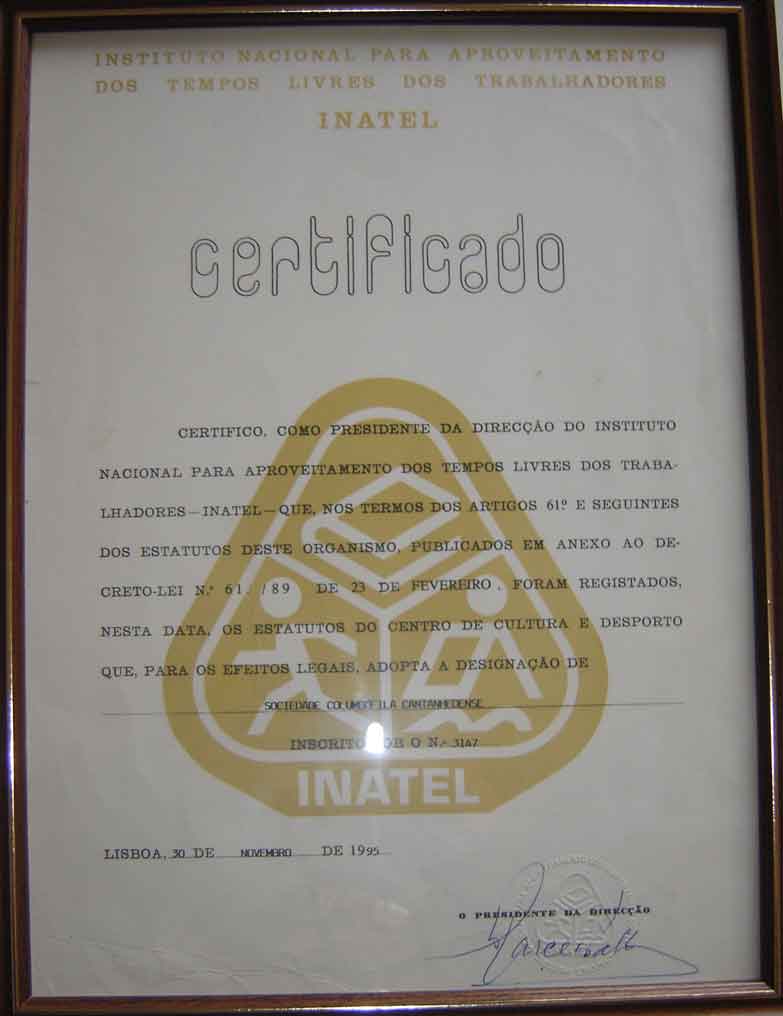 INSTITUTO NACIONAL PARA APROVEITAMENTO
DOS TEMPOS LIVRES DOS TRABALHADORES
INATEL
certificado
CERTIFICO, COMO PRESIDENTE DA DIRECÇÃO DO INSTITUTO
NACIONAL PARA APROVEITAMENTO DOS TEMPOS LIVRES DOS TRABA-
LHADORES—INATEL—QUE, NOS TERMOS DOS ARTIGOS 61º E SEGUINTES
DOS ESTATUTOS DESTE ORGANISMO, PUBLICADOS EM ANEXO AO DE-
CRETO-LEI N.º 61./89 DE 23 DE FEVEREIRO, FORAM REGISTADOS,
NESTA DATA, OS ESTATUTOS DO CENTRO DE CULTURA E DESPORTO
QUE, PARA OS EFEITOS LEGAIS, ADOPTA A DESIGNAÇÃO DE
SOCIEDADE COLUMBÓFILA CANTANHEDENSE
INSCRITO SOB O N.º 3147
INATEL
LISBOA, 30 DE NOVEMBRO DE 1995
O PRESIDENTE DA DIRECÇÃO